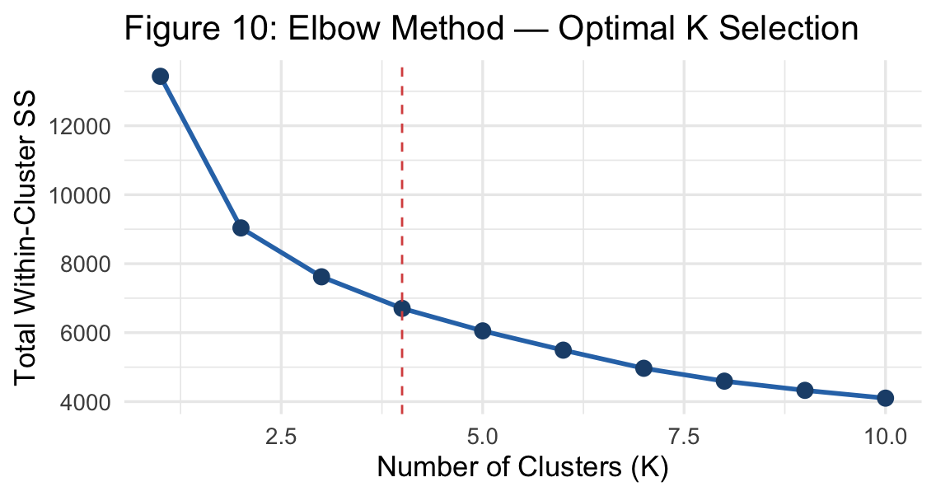 Figure 10: Elbow Method — Optimal K Selection
Total Within-Cluster SS
12000
10000
8000
6000
4000
2.5 5.0 7.5 10.0
Number of Clusters (K)